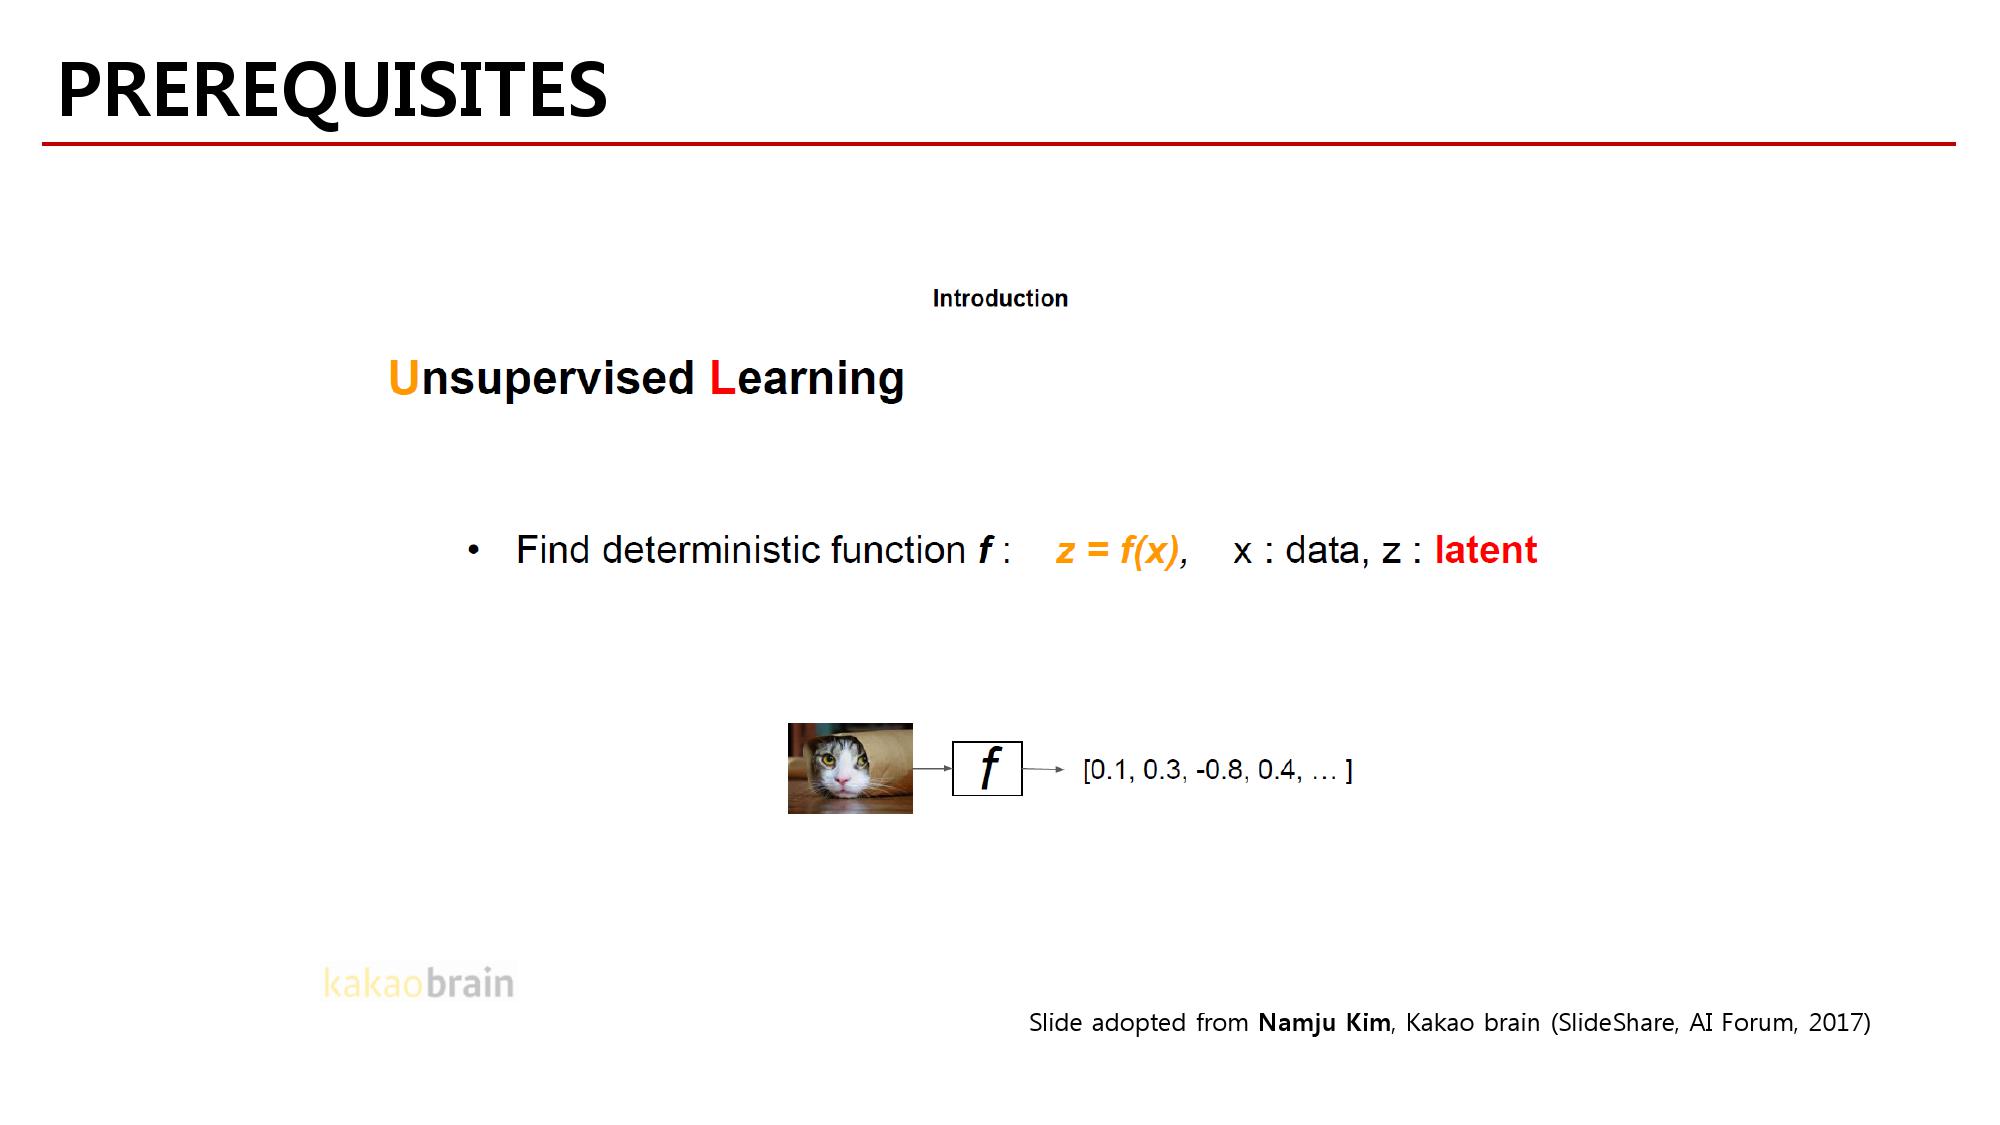 PREREQUISITES
Introduction
Unsupervised Learning
• Find deterministic function f : z = f(x), x : data, z : latent
f
[0.1, 0.3, -0.8, 0.4, … ]
kakaobrain
Slide adopted from Namju Kim, Kakao brain (SlideShare, AI Forum, 2017)